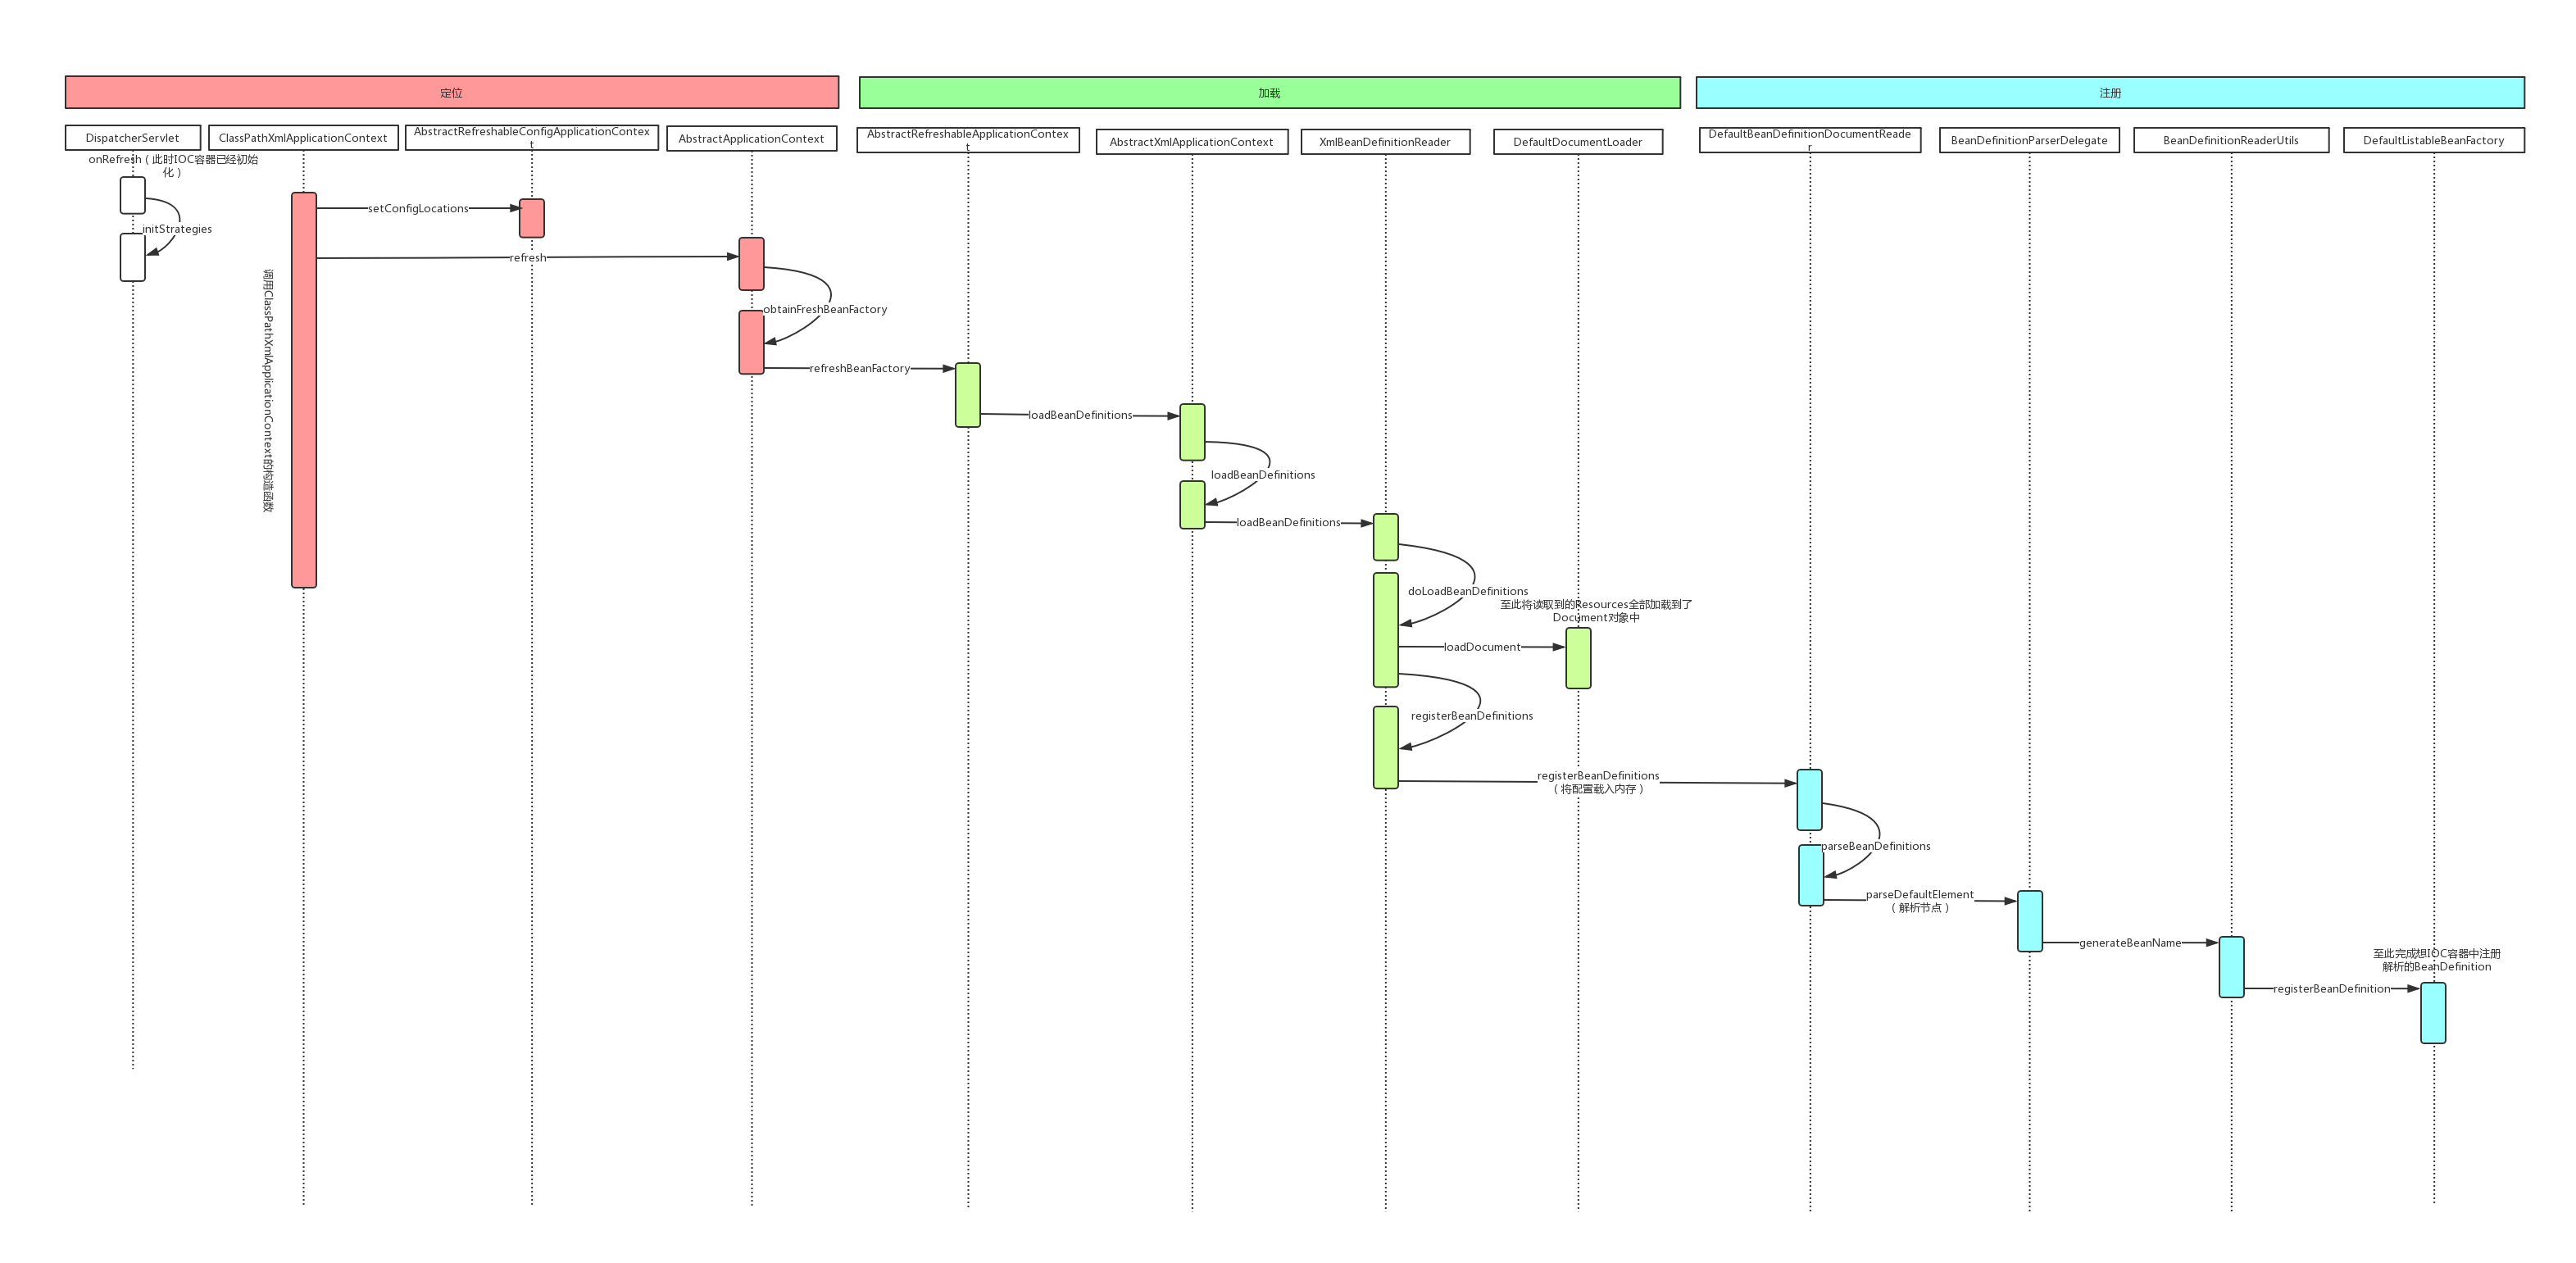 定位
加载
注册
DispatcherServlet
ClassPathXmlApplicationContext
AbstractRefreshableConfigApplicationContex
t
AbstractApplicationContext
AbstractRefreshableApplicationContex
t
AbstractXmlApplicationContext
XmlBeanDefinitionReader
DefaultDocumentLoader
DefaultBeanDefinitionDocumentReade
r
BeanDefinitionParserDelegate
BeanDefinitionReaderUtils
DefaultListableBeanFactory
onRefresh（此时IOC容器已经初始
化）
initStrategies
调用ClassPathXmlApplicationContext的构造函数
setConfigLocations
refresh
obtainFreshBeanFactory
refreshBeanFactory
loadBeanDefinitions
loadBeanDefinitions
loadBeanDefinitions
doLoadBeanDefinitions
至此将读取到的Resources全部加载到了
Document对象中
loadDocument
registerBeanDefinitions
registerBeanDefinitions
（将配置载入内存）
parseBeanDefinitions
parseDefaultElement
（解析节点）
generateBeanName
至此完成想IOC容器中注册
解析的BeanDefinition
registerBeanDefinition